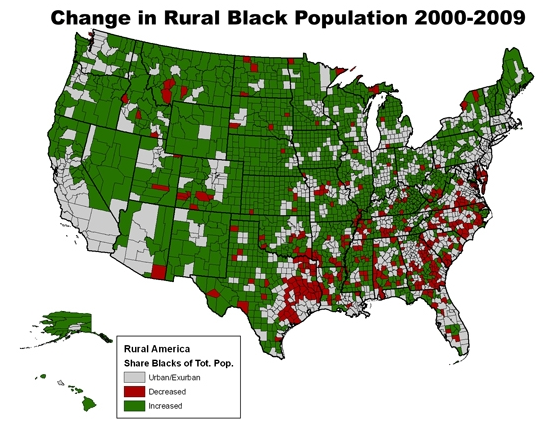 Change in Rural Black Population 2000-2009
Rural America
Share Blacks of Tot. Pop.
Urban/Exurban
Decreased
Increased